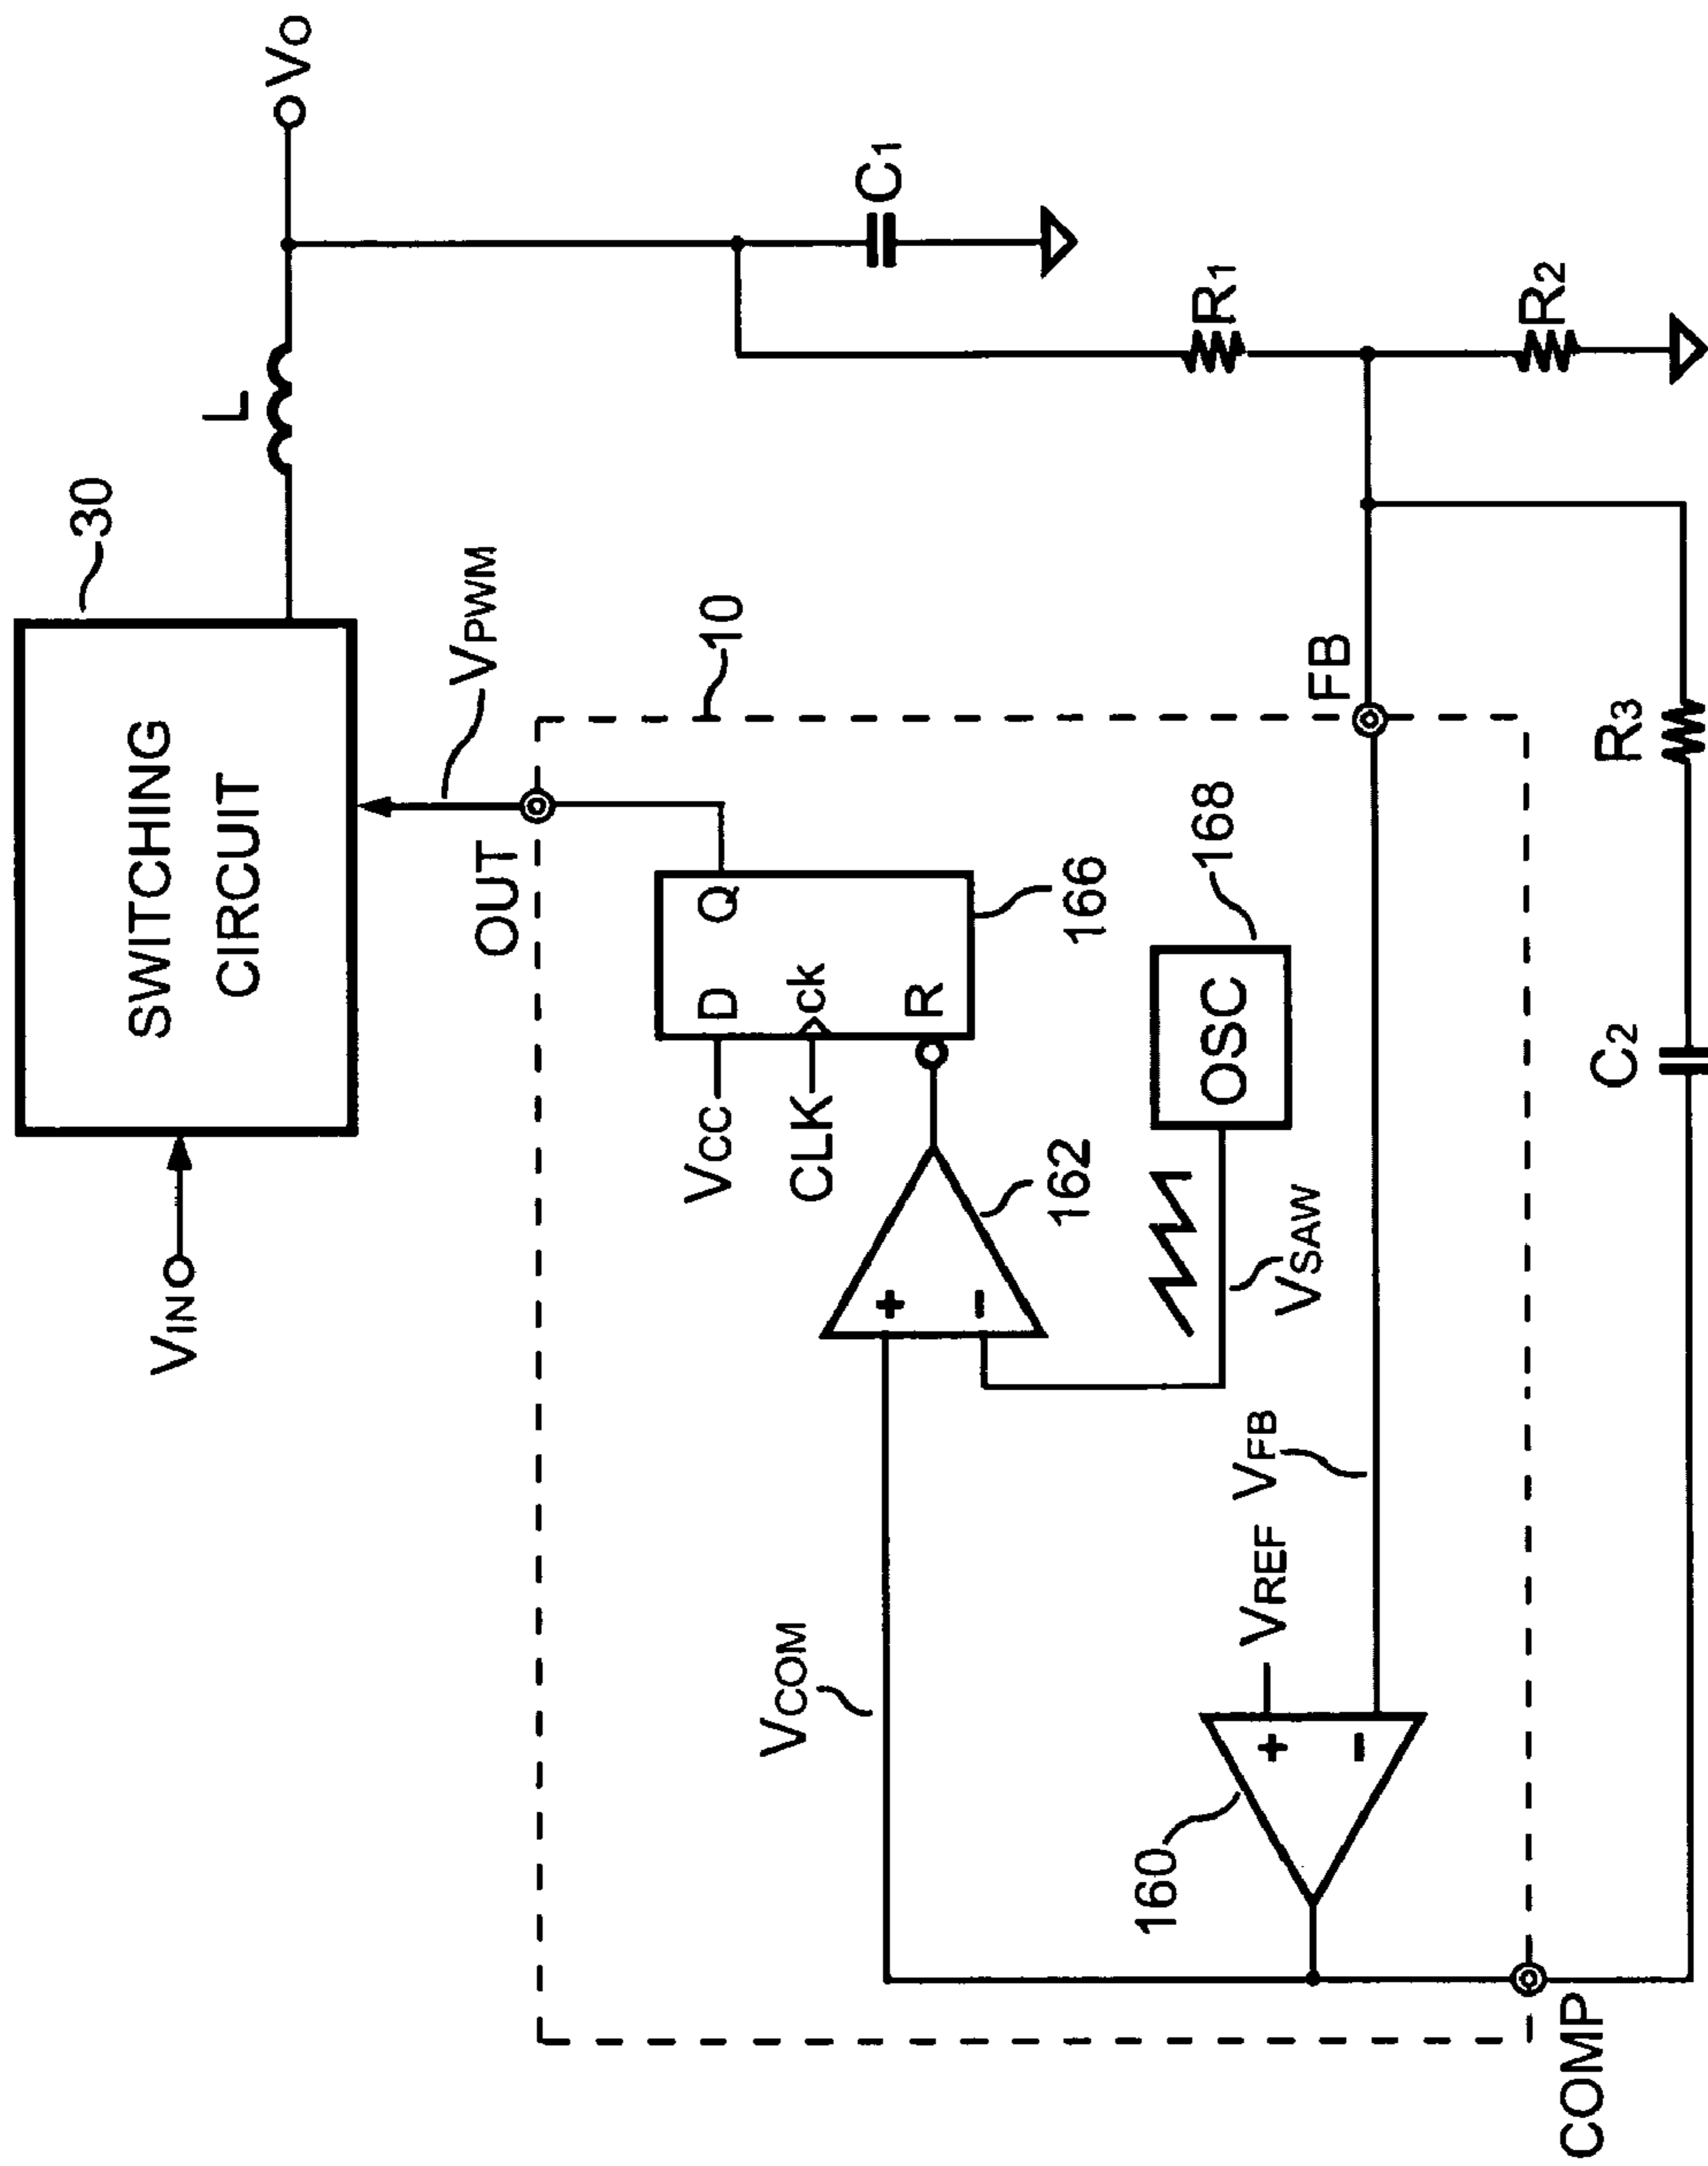 30
SWITCHING
CIRCUIT
VIN
L
VO
VPWM
OUT
10
VCC
D
Q
CLK
ck
R
166
C1
VCOM
+
-
162
OSC
168
VSAW
R1
160
+
-
VREF
VFB
FB
R2
COMP
C2
R3